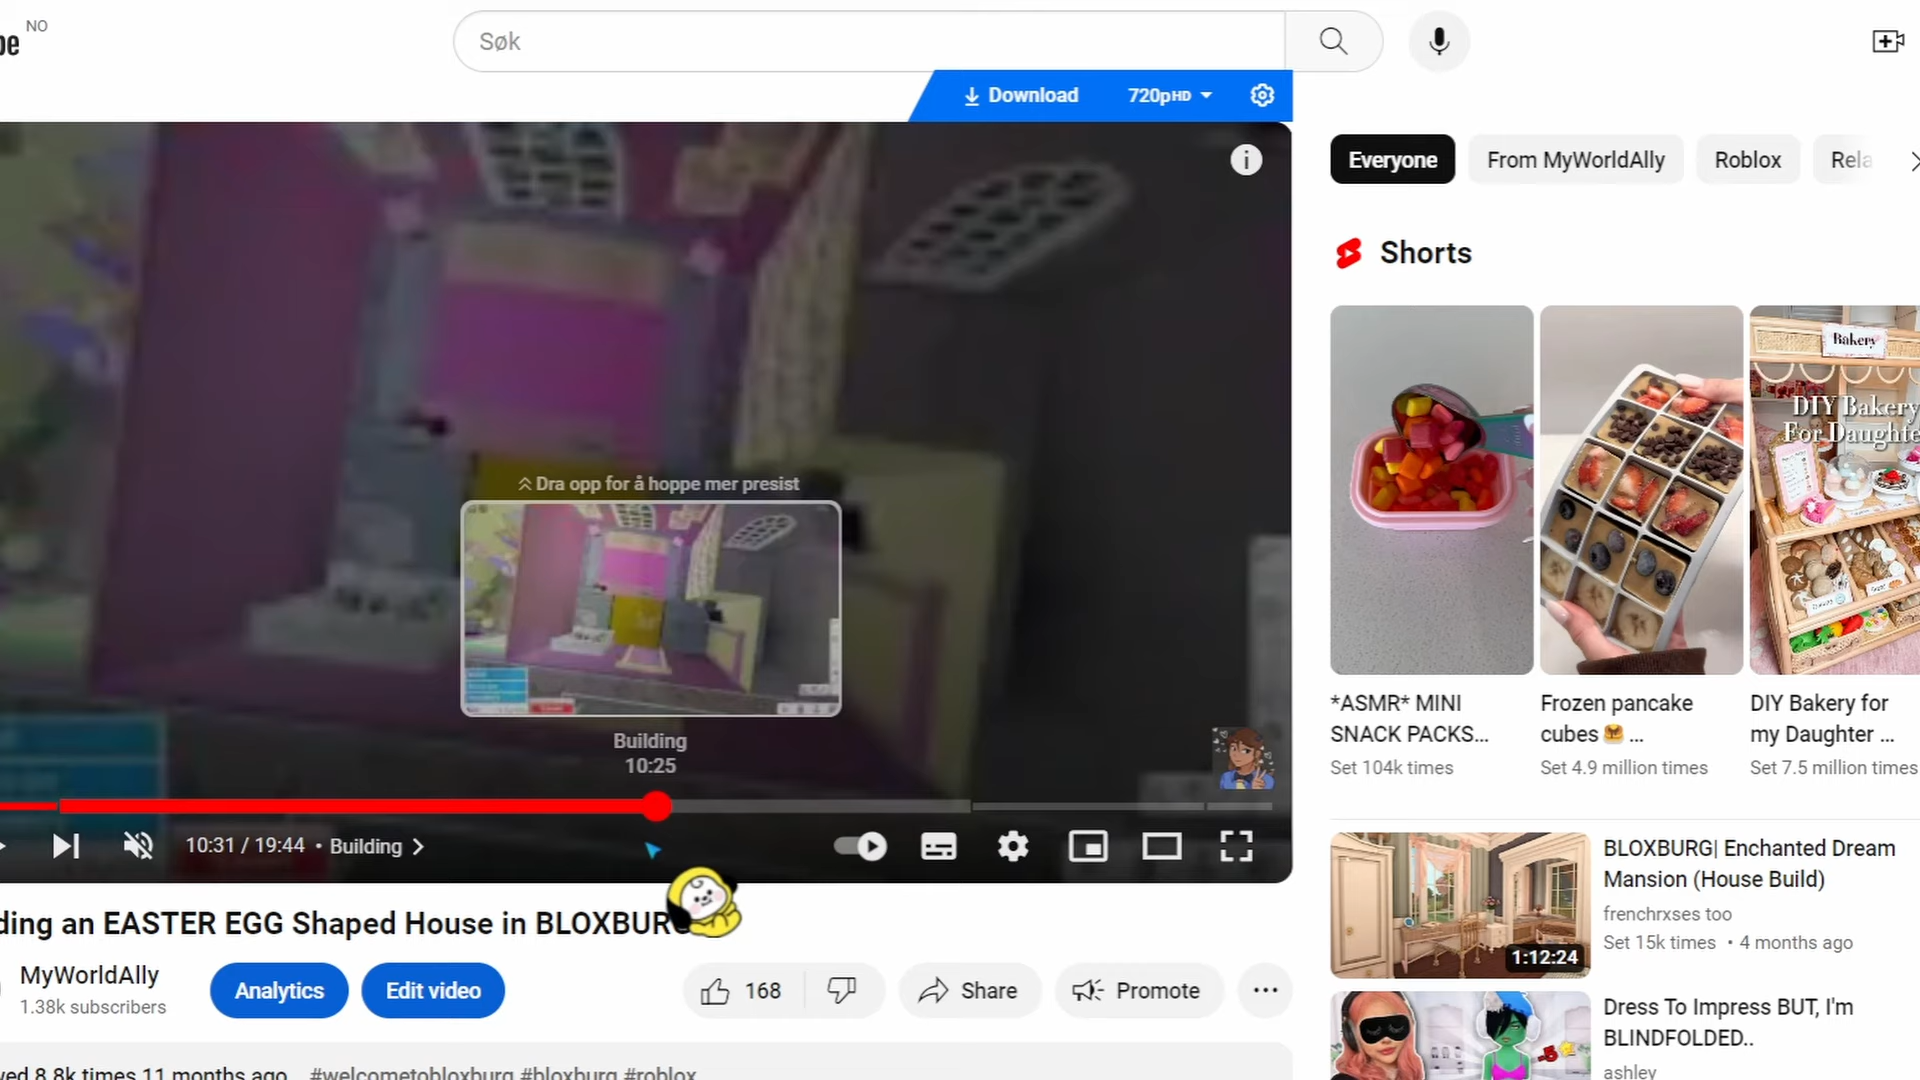 be NO
Søk
Download 720pHD
Everyone From MyWorldAlly Roblox Rela
Shorts
Bakery
DIY Bakery
For Daughte
Dra opp for å hoppe mer presist
Building
10:25
*ASMR* MINI
SNACK PACKS...
Set 104k times
Frozen pancake
cubes 🥞 ...
Set 4.9 million times
DIY Bakery for
my Daughter ...
Set 7.5 million times
10:31 / 19:44 • Building
ding an EASTER EGG Shaped House in BLOXBUR
MyWorldAlly
1.38k subscribers
Analytics Edit video 168 Share Promote
ved 8.8k times 11 months ago #welcometobloxburg #bloxburg #roblox
BLOXBURG| Enchanted Dream
Mansion (House Build)
frenchrxses too
Set 15k times • 4 months ago
1:12:24
Dress To Impress BUT, I'm
BLINDFOLDED..
ashley